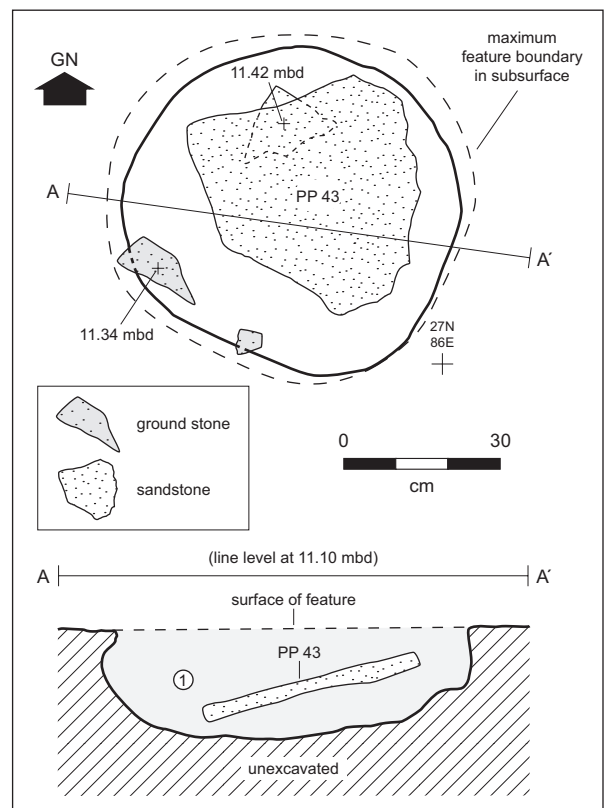 GN
11.42 mbd
maximum
feature boundary
in subsurface
A
PP 43
A′
11.34 mbd
27N
86E
ground stone
sandstone
0 30
cm
(line level at 11.10 mbd)
A A′
surface of feature
PP 43
1
unexcavated